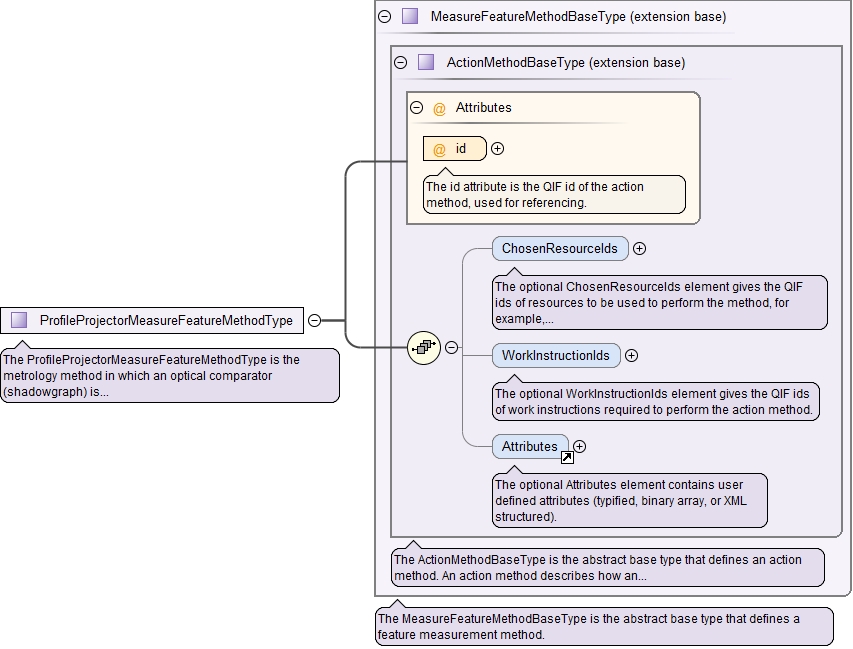 MeasureFeatureMethodBaseType (extension base)
ActionMethodBaseType (extension base)
@ Attributes
@ id
The id attribute is the QIF id of the action
method, used for referencing.
ChosenResourceIds
The optional ChosenResourceIds element gives the QIF
ids of resources to be used to perform the method, for
example,...
ProfileProjectorMeasureFeatureMethodType
The ProfileProjectorMeasureFeatureMethodType is the
metrology method in which an optical comparator
(shadowgraph) is...
WorkInstructionIds
The optional WorkInstructionIds element gives the QIF ids
of work instructions required to perform the action method.
Attributes
The optional Attributes element contains user
defined attributes (typified, binary array, or XML
structured).
The ActionMethodBaseType is the abstract base type that defines an action
method. An action method describes how an...
The MeasureFeatureMethodBaseType is the abstract base type that defines a
feature measurement method.